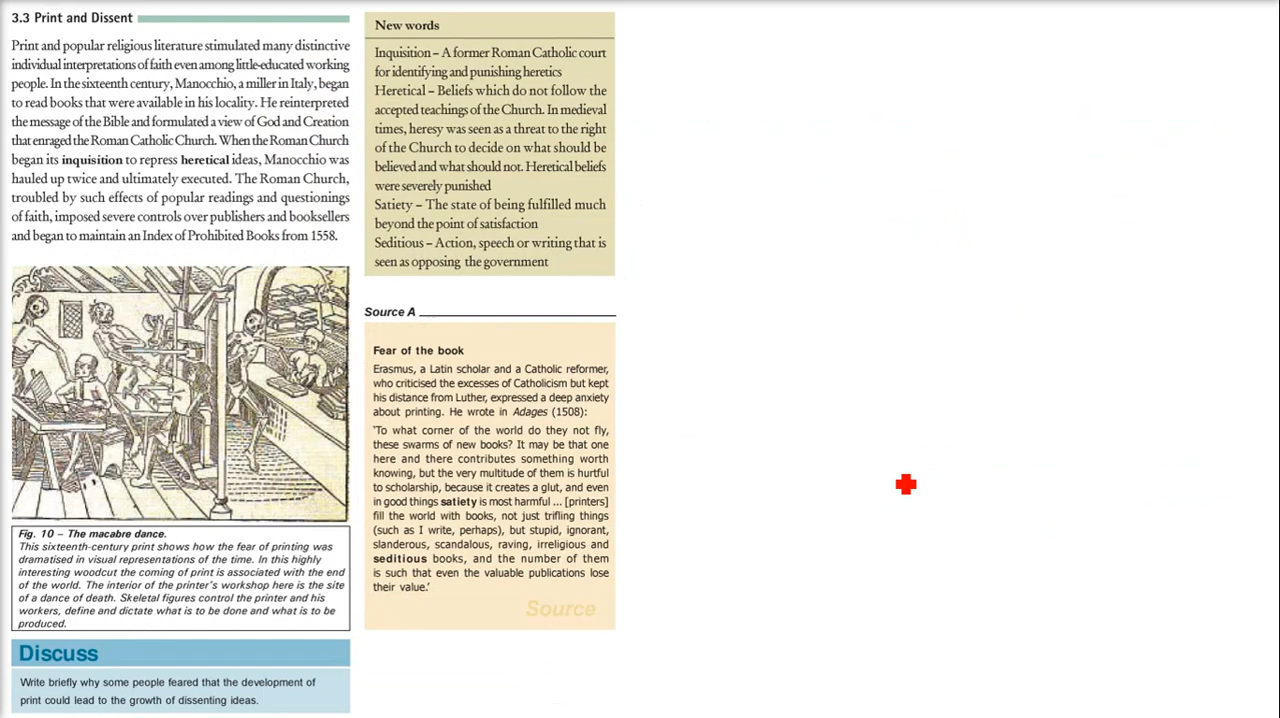 3.3 Print and Dissent
Print and popular religious literature stimulated many distinctive
individual interpretations of faith even among little-educated working
people. In the sixteenth century, Manocchio, a miller in Italy, began
to read books that were available in his locality. He reinterpreted
the message of the Bible and formulated a view of God and Creation
that enraged the Roman Catholic Church. When the Roman Church
began its inquisition to repress heretical ideas, Manocchio was
hauled up twice and ultimately executed. The Roman Church,
troubled by such effects of popular readings and questionings
of faith, imposed severe controls over publishers and booksellers
and began to maintain an Index of Prohibited Books from 1558.
Fig. 10 – The macabre dance.
This sixteenth-century print shows how the fear of printing was
dramatised in visual representations of the time. In this highly
interesting woodcut the coming of print is associated with the end
of the world. The interior of the printer's workshop here is the site
of a dance of death. Skeletal figures control the printer and his
workers, define and dictate what is to be done and what is to be
produced.
Discuss
Write briefly why some people feared that the development of
print could lead to the growth of dissenting ideas.
New words
Inquisition – A former Roman Catholic court
for identifying and punishing heretics
Heretical – Beliefs which do not follow the
accepted teachings of the Church. In medieval
times, heresy was seen as a threat to the right
of the Church to decide on what should be
believed and what should not. Heretical beliefs
were severely punished
Satiety – The state of being fulfilled much
beyond the point of satisfaction
Seditious – Action, speech or writing that is
seen as opposing the government
Source A
Fear of the book
Erasmus, a Latin scholar and a Catholic reformer,
who criticised the excesses of Catholicism but kept
his distance from Luther, expressed a deep anxiety
about printing. He wrote in Adages (1508):
'To what corner of the world do they not fly,
these swarms of new books? It may be that one
here and there contributes something worth
knowing, but the very multitude of them is hurtful
to scholarship, because it creates a glut, and even
in good things satiety is most harmful ... [printers]
fill the world with books, not just trifling things
(such as I write, perhaps), but stupid, ignorant,
slanderous, scandalous, raving, irreligious and
seditious books, and the number of them
is such that even the valuable publications lose
their value.'
Source